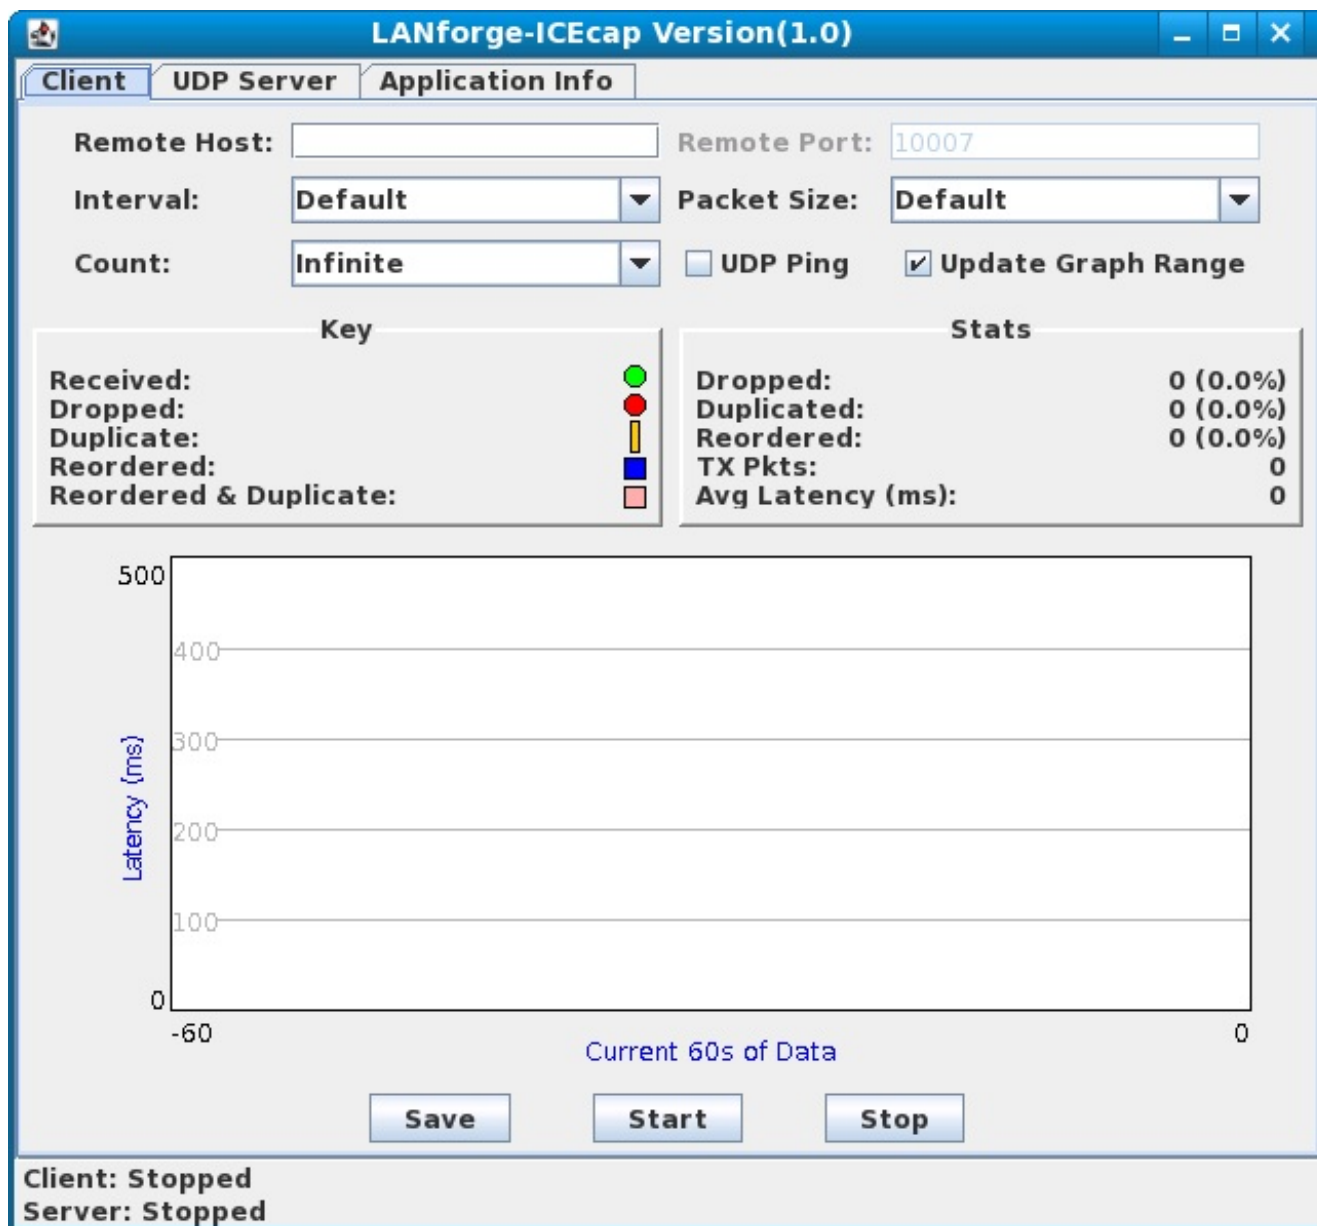 LANforge-ICEcap Version(1.0)
Client UDP Server Application Info
Remote Host: Remote Port: 10007
Interval: Default Packet Size: Default
Count: Infinite UDP Ping Update Graph Range
Key
Received:
Dropped:
Duplicate:
Reordered:
Reordered & Duplicate:
Stats
Dropped: 0 (0.0%)
Duplicated: 0 (0.0%)
Reordered: 0 (0.0%)
TX Pkts: 0
Avg Latency (ms): 0
500
400
300
200
100
0
Latency (ms)
-60 0
Current 60s of Data
Save Start Stop
Client: Stopped
Server: Stopped